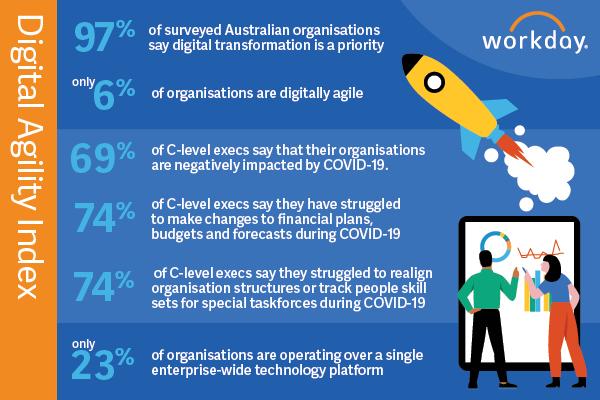 Digital Agility Index
workday.
97%
of surveyed Australian organisations
say digital transformation is a priority
only
6%
of organisations are digitally agile
69%
of C-level execs say that their organisations
are negatively impacted by COVID-19.
74%
of C-level execs say they have struggled
to make changes to financial plans,
budgets and forecasts during COVID-19
74%
of C-level execs say they struggled to realign
organisation structures or track people skill
sets for special taskforces during COVID-19
only
23%
of organisations are operating over a single
enterprise-wide technology platform